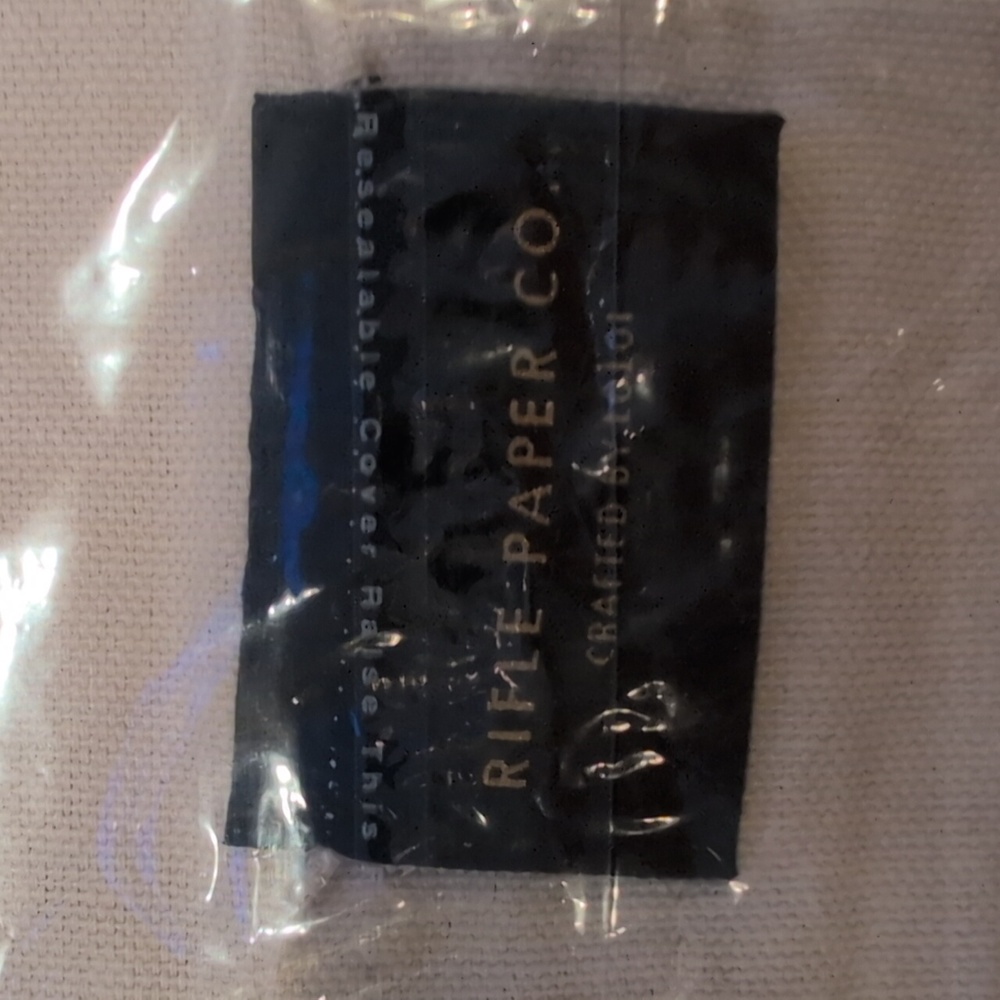 RIFLE PAPER CO.
CRAFTED BY LOLOI
Resealable Cover Raise This